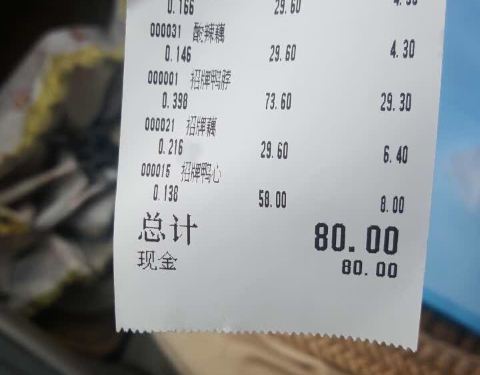 0.166 29.60
000031 酸辣藕
0.146 29.60 4.30
000001 招牌鸭脖
0.398 73.60 29.30
000021 招牌藕
0.216 29.60 6.40
000015 招牌鸭心
0.138 58.00 8.00
总计 80.00
现金 80.00